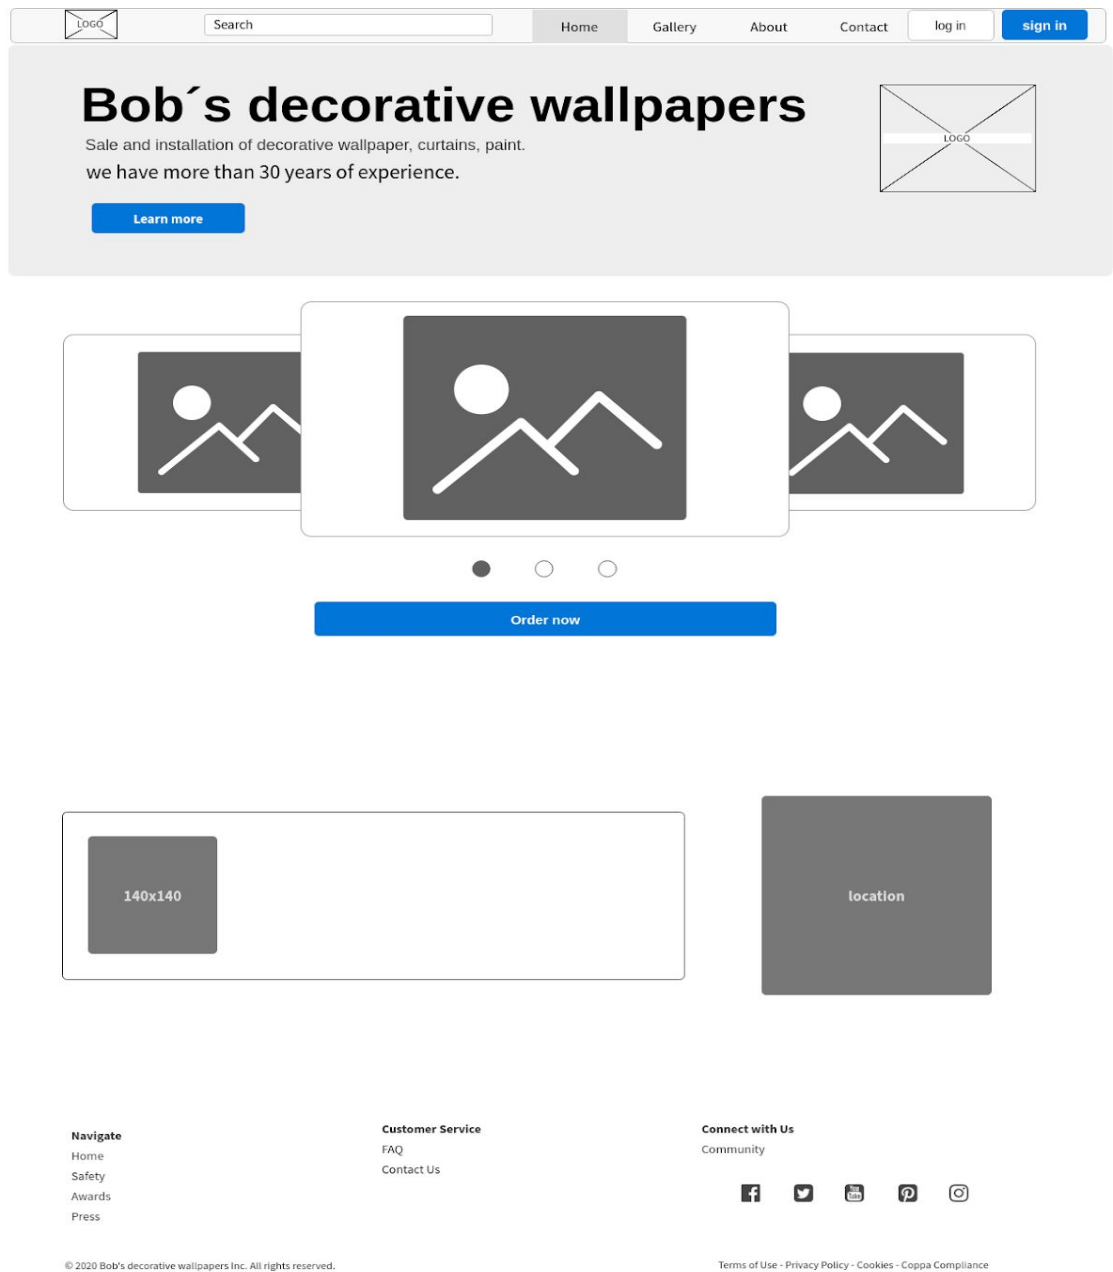 LOGO
Search
Home
Gallery
About
Contact
log in
sign in
Bob´s decorative wallpapers
Sale and installation of decorative wallpaper, curtains, paint.
we have more than 30 years of experience.
LOGO
Learn more
Order now
140x140
location
Navigate
Home
Safety
Awards
Press
Customer Service
FAQ
Contact Us
Connect with Us
Community
You
Tube
© 2020 Bob's decorative wallpapers Inc. All rights reserved.
Terms of Use - Privacy Policy - Cookies - Coppa Compliance